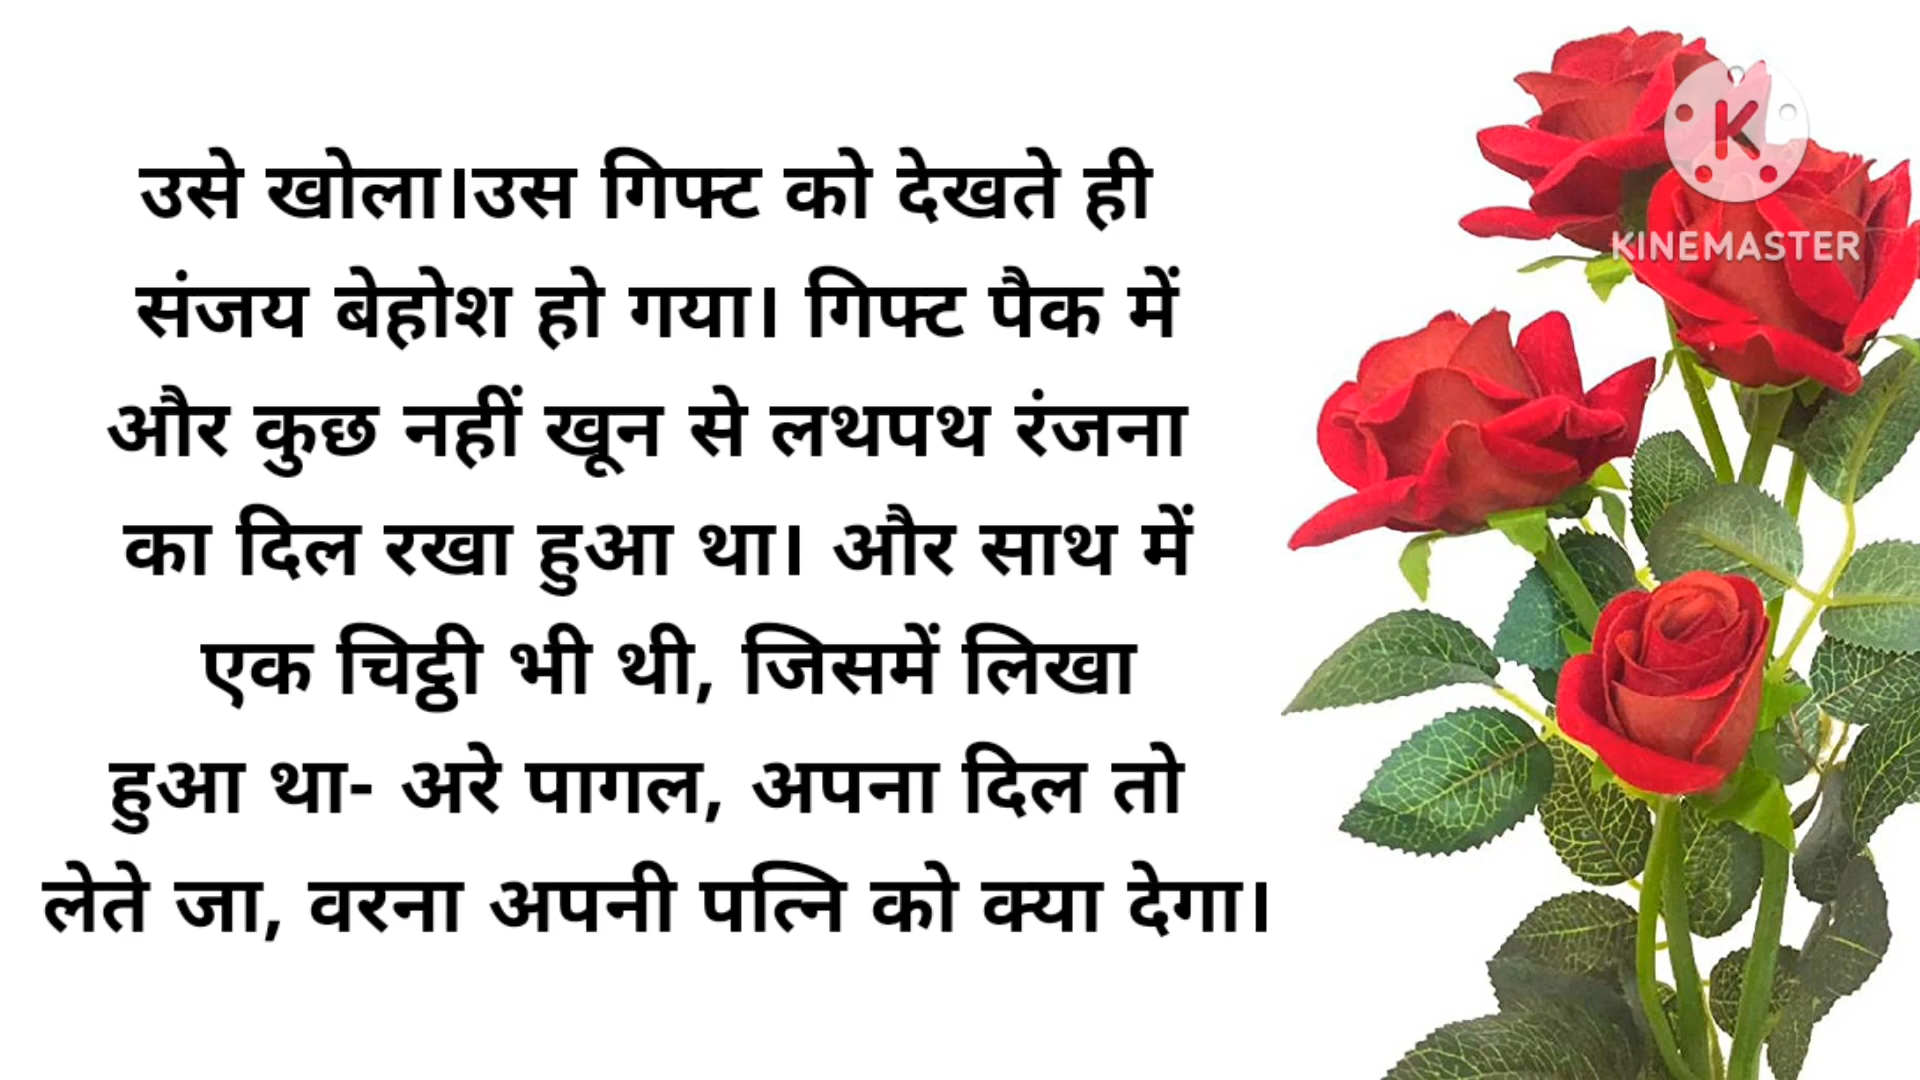 उसे खोला।उस गिफ्ट को देखते ही
संजय बेहोश हो गया। गिफ्ट पैक में
और कुछ नहीं खून से लथपथ रंजना
का दिल रखा हुआ था। और साथ में
एक चिट्ठी भी थी, जिसमें लिखा
हुआ था- अरे पागल, अपना दिल तो
लेते जा, वरना अपनी पत्नि को क्या देगा।
K
KINEMASTER